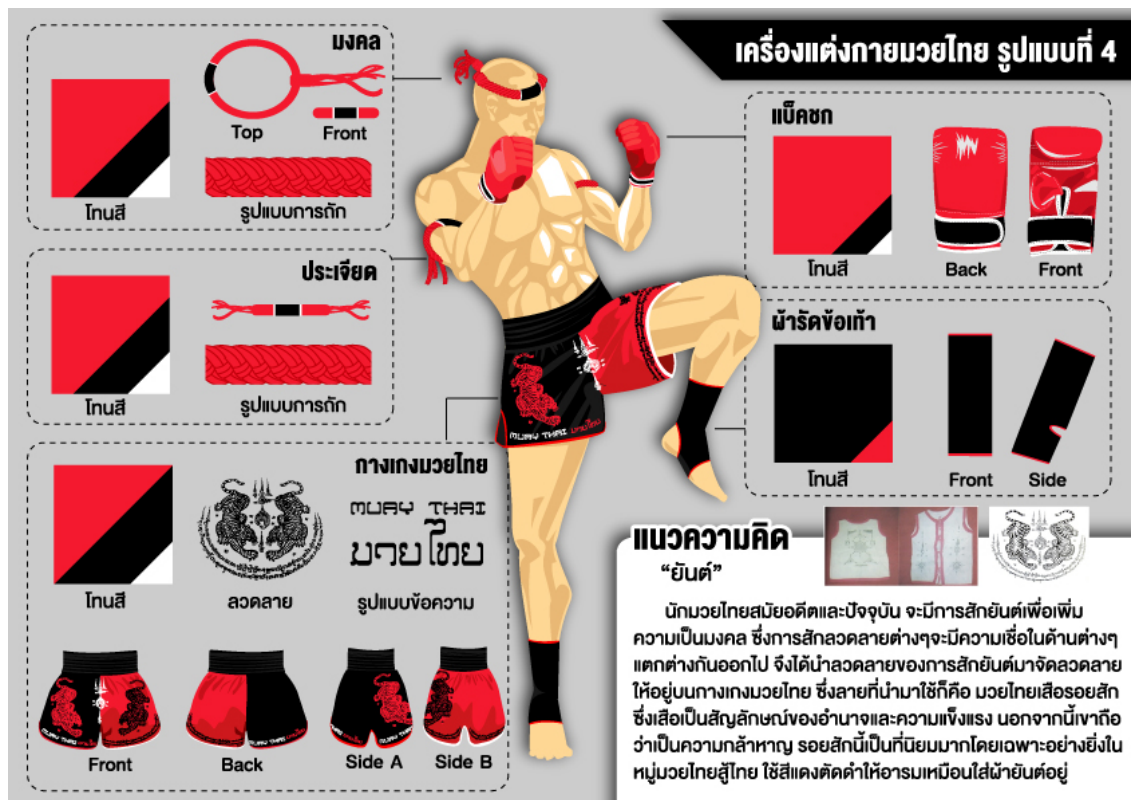 เครื่องแต่งกายมวยไทย รูปแบบที่ 4
มงคล
Top
Front
โทนสี
รูปแบบการถัก
ประเจียด
โทนสี
รูปแบบการถัก
กางเกงมวยไทย
MUAY THAI
มวยไทย
โทนสี
ลวดลาย
รูปแบบข้อความ
Front
Back
Side A
Side B
MUAY THAI มวยไทย
แบ็คชก
โทนสี
Back
Front
ผ้ารัดข้อเท้า
โทนสี
Front
Side
แนวความคิด
“ยันต์”
นักมวยไทยสมัยอดีตและปัจจุบัน จะมีการสักยันต์เพื่อเพิ่ม
ความเป็นมงคล ซึ่งการสักลวดลายต่างๆจะมีความเชื่อในด้านต่างๆ
แตกต่างกันออกไป จึงได้นำลวดลายของการสักยันต์มาจัดลวดลาย
ให้อยู่บนกางเกงมวยไทย ซึ่งลายที่นำมาใช้ก็คือ มวยไทยเสือรอยสัก
ซึ่งเสือเป็นสัญลักษณ์ของอำนาจและความแข็งแรง นอกจากนี้เขาถือ
ว่าเป็นความกล้าหาญ รอยสักนี้เป็นที่นิยมมากโดยเฉพาะอย่างยิ่งใน
หมู่มวยไทยสู้ไทย ใช้สีแดงตัดดำให้อารมเหมือนใส่ผ้ายันต์อยู่